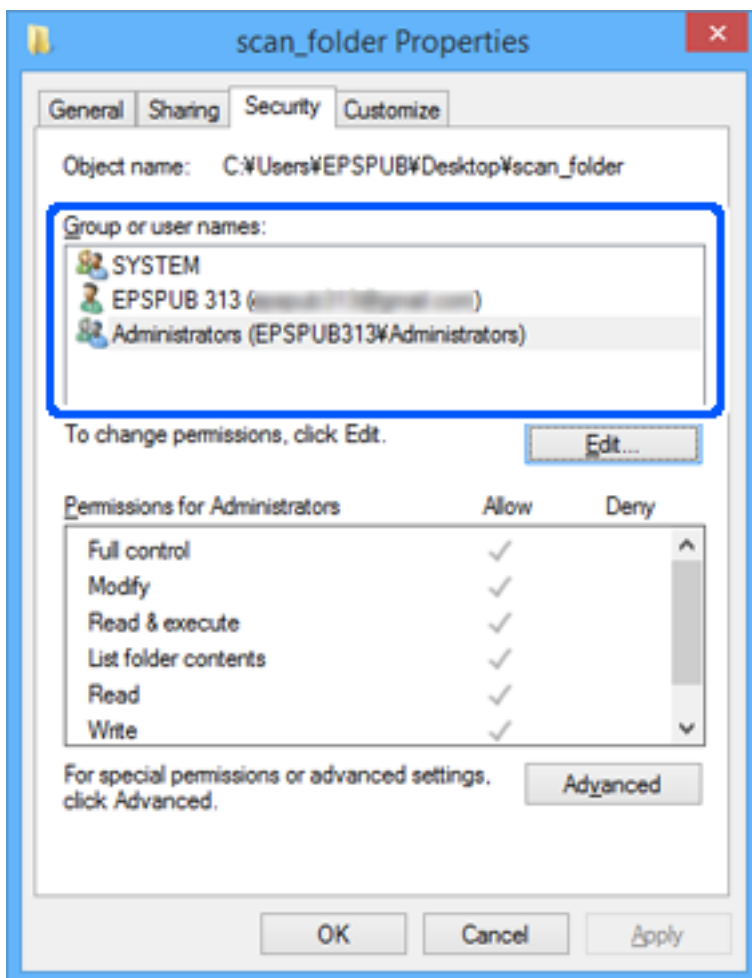 scan_folder Properties
General Sharing Security Customize
Object name: C:¥Users¥EPSPUB¥Desktop¥scan_folder
Group or user names:
SYSTEM
EPSPUB 313 ( )
Administrators (EPSPUB313¥Administrators)
To change permissions, click Edit.
Edit...
Permissions for Administrators Allow Deny
Full control
Modify
Read & execute
List folder contents
Read
Write
For special permissions or advanced settings,
click Advanced.
Advanced
OK Cancel Apply